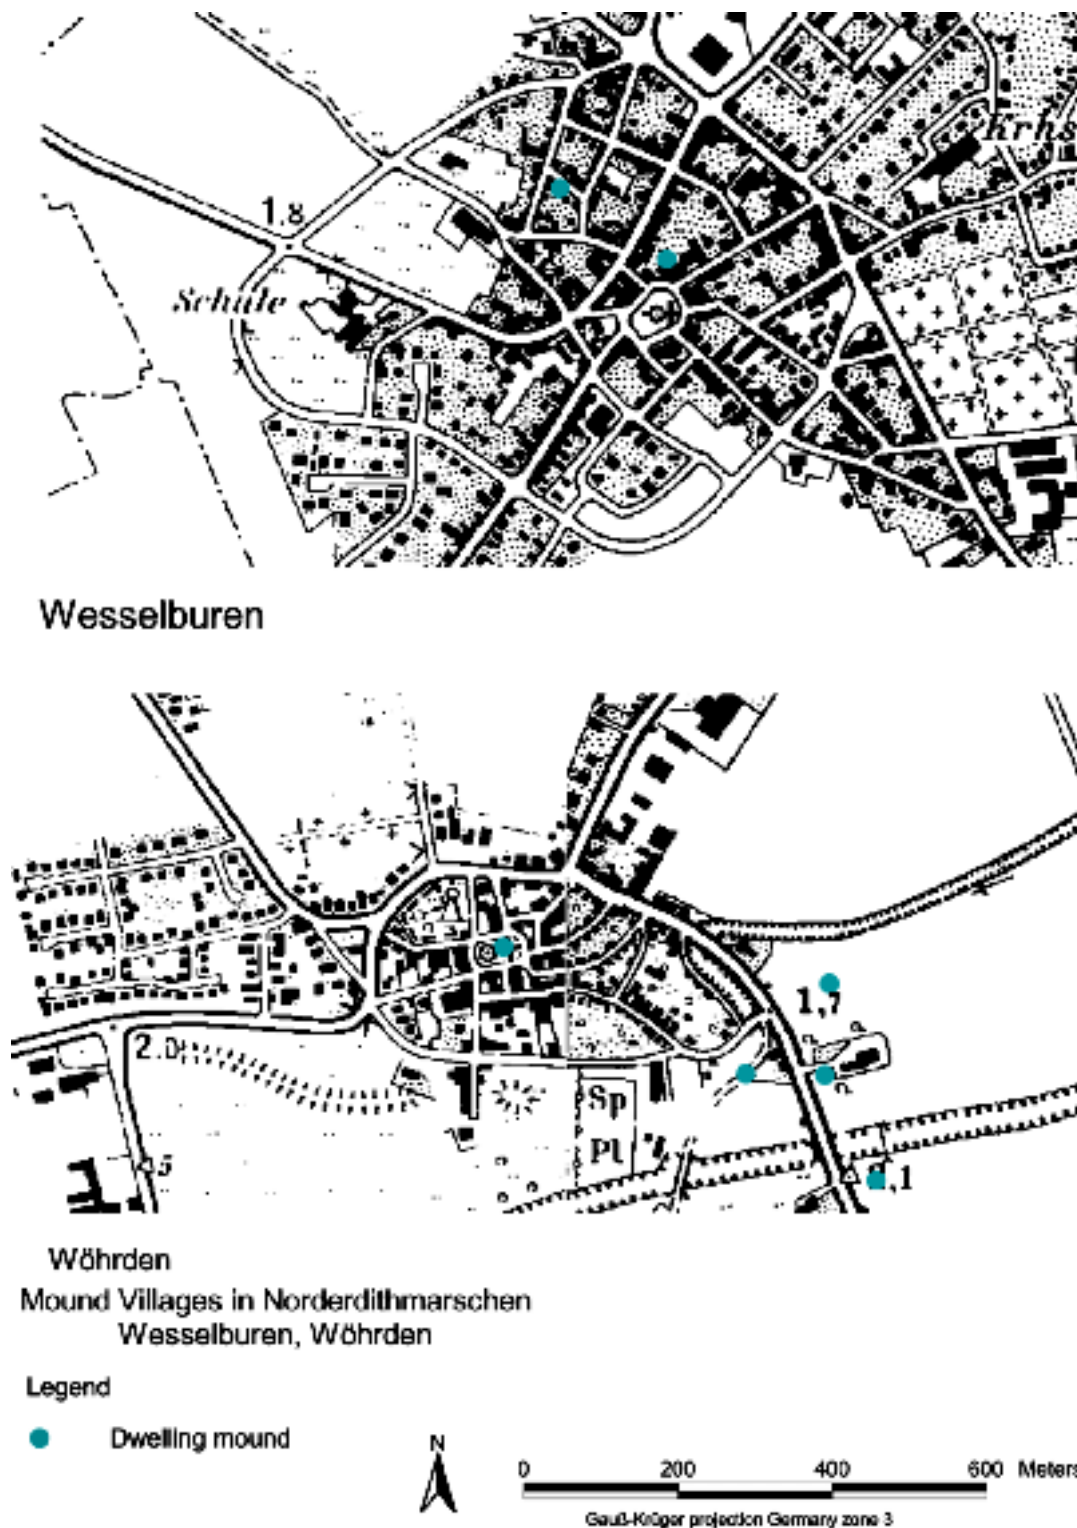 Krhs
1.8
Schule
Wesselburen
1,7
2.0
Sp
Pl
,1
Wöhrden
Mound Villages in Norderdithmarschen
Wesselburen, Wöhrden
Legend
Dwelling mound
N
0 200 400 600 Meters
Gauß-Krüger projection Germany zone 3